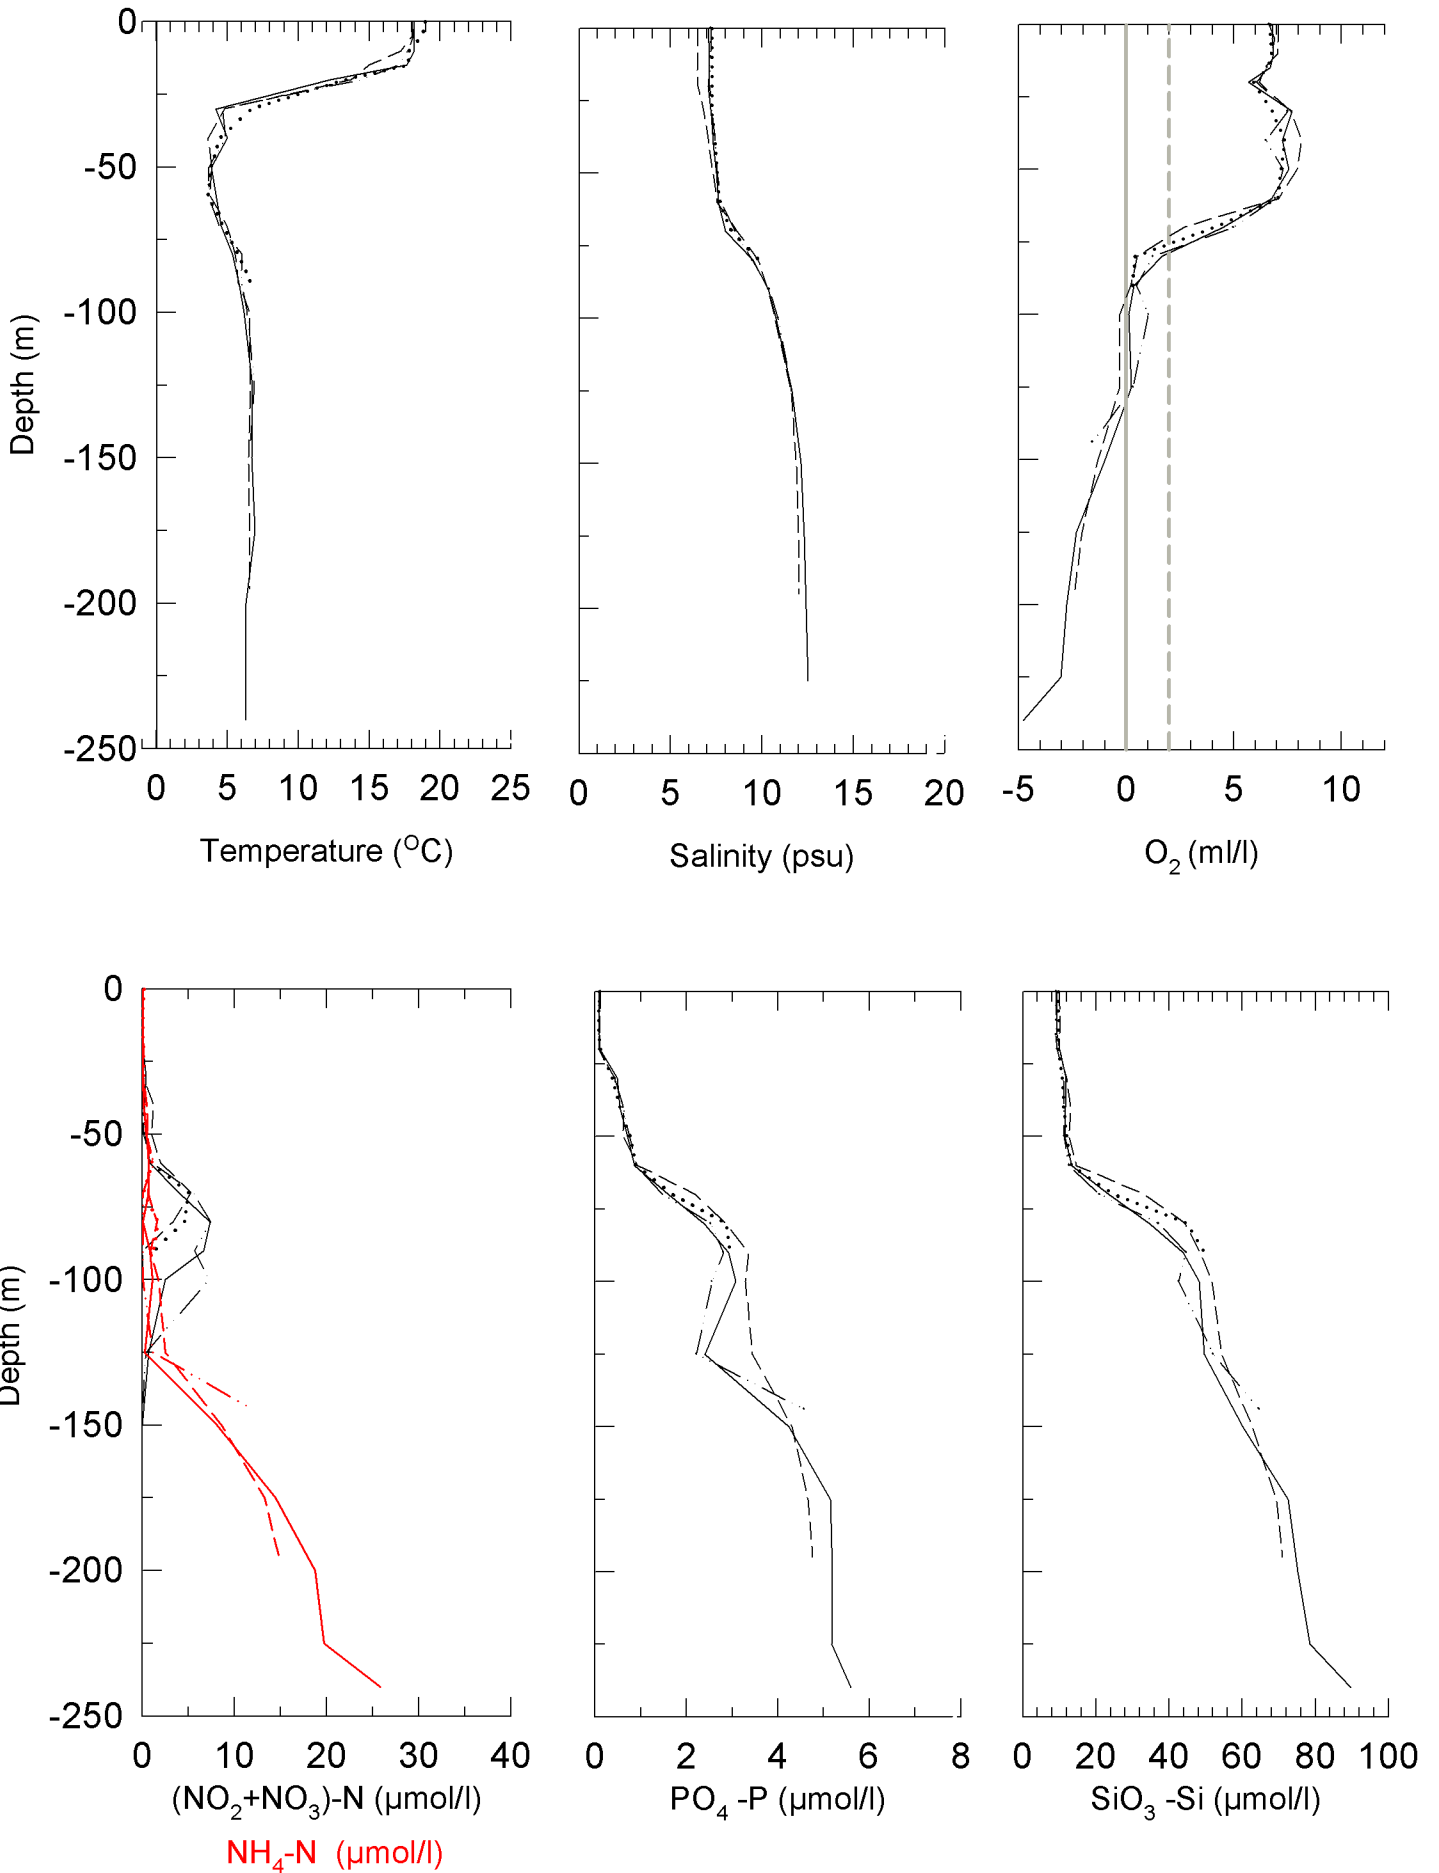 0
-50
-100
-150
-200
-250
Depth (m)
0 5 10 15 20 25
Temperature (°C)
0 5 10 15 20
Salinity (psu)
-5 0 5 10
O₂ (ml/l)
0
-50
-100
-150
-200
-250
Depth (m)
0 10 20 30 40
(NO₂+NO₃)-N (µmol/l)
NH₄-N (µmol/l)
0 2 4 6 8
PO₄ -P (µmol/l)
0 20 40 60 80 100
SiO₃ -Si (µmol/l)